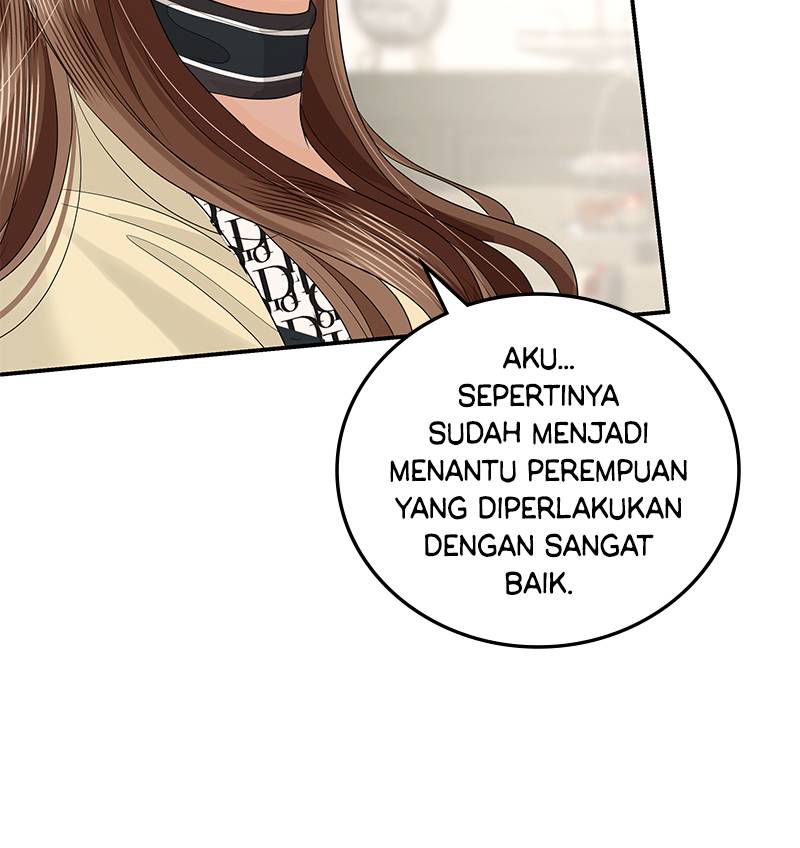 AKU...
SEPERTINYA
SUDAH MENJADI
MENANTU PEREMPUAN
YANG DIPERLAKUKAN
DENGAN SANGAT
BAIK.